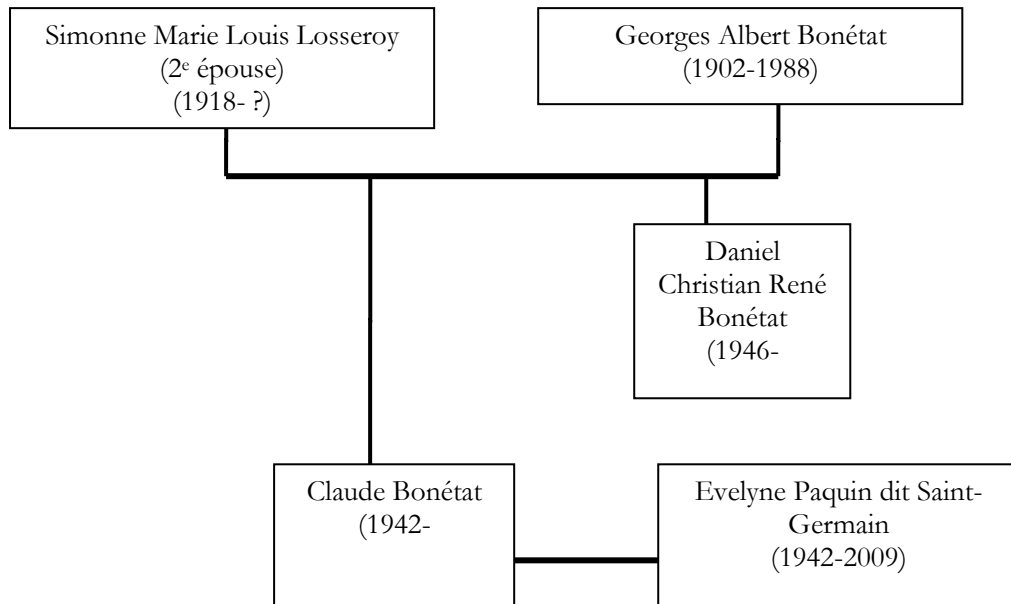 Simonne Marie Louis Losseroy
(2e épouse)
(1918- ?)
Georges Albert Bonétat
(1902-1988)
Daniel
Christian René
Bonétat
(1946-
Claude Bonétat
(1942-
Evelyne Paquin dit Saint-
Germain
(1942-2009)